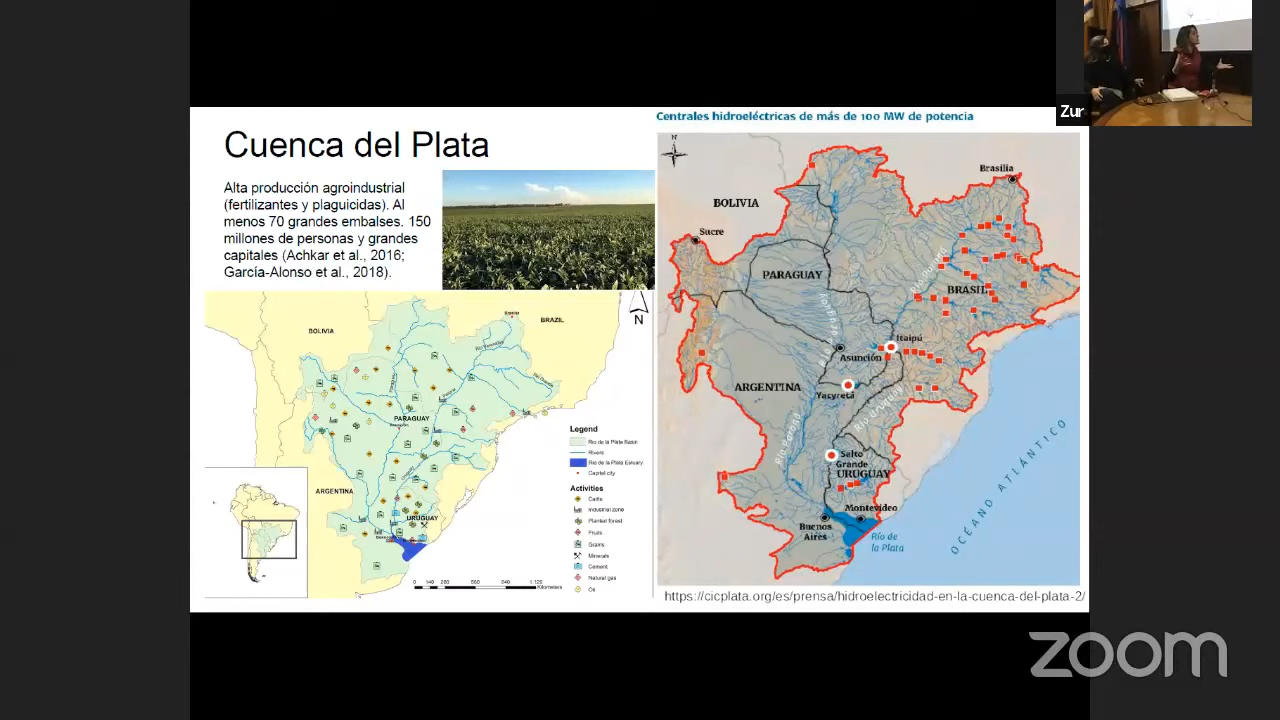 Zur
Cuenca del Plata
Alta producción agroindustrial
(fertilizantes y plaguicidas). Al
menos 70 grandes embalses. 150
millones de personas y grandes
capitales (Achkar et al., 2016;
García-Alonso et al., 2018).
BOLIVIA
BRAZIL
PARAGUAY
ARGENTINA
URUGUAY
N
Legend
Rio de la Plata Basin
Rivers
Rio de la Plata Estuary
Capital city
Activities
Cattle
Industrial zone
Planted forest
Fruits
Grains
Minerals
Cement
Natural gas
Oil
Kilometers
Centrales hidroeléctricas de más de 100 MW de potencia
N
Brasilia
BOLIVIA
Sucre
PARAGUAY
Río Paraná
BRASIL
Itaipú
Asunción
ARGENTINA
Yacyretá
Río Uruguay
Río Paraná
Salto
Grande
URUGUAY
Montevideo
Buenos
Aires
Río de
la Plata
OCÉANO ATLÁNTICO
https://cicplata.org/es/prensa/hidroelectricidad-en-la-cuenca-del-plata-2/
zoom